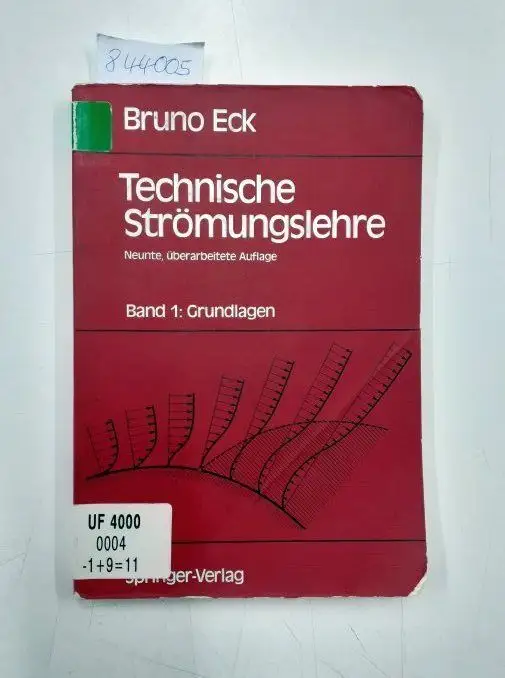 844005
Bruno Eck
Technische
Strömungslehre
Neunte, überarbeitete Auflage
Band 1: Grundlagen
UF 4000
0004
-1+9=11
Springer-Verlag